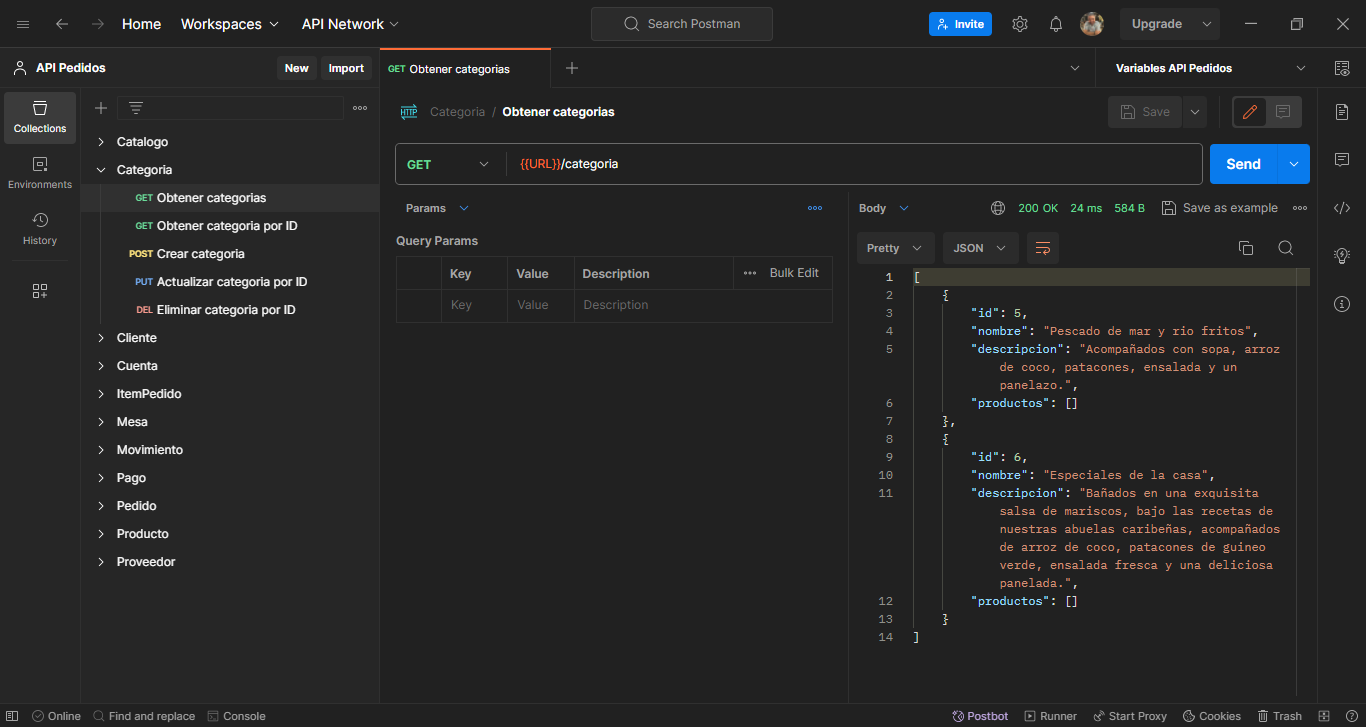 Home Workspaces API Network Search Postman Invite Upgrade
API Pedidos New Import GET Obtener categorias Variables API Pedidos
Collections
Environments
History
Catalogo
Categoria
GET Obtener categorias
GET Obtener categoria por ID
POST Crear categoria
PUT Actualizar categoria por ID
DEL Eliminar categoria por ID
Cliente
Cuenta
ItemPedido
Mesa
Movimiento
Pago
Pedido
Producto
Proveedor
HTTP Categoria / Obtener categorias Save
GET {{URL}}/categoria Send
Params
Query Params
Key Value Description Bulk Edit
Key Value Description
Body 200 OK 24 ms 584 B Save as example
Pretty JSON
1 [
2 {
3 "id": 5,
4 "nombre": "Pescado de mar y rio fritos",
5 "descripcion": "Acompañados con sopa, arroz
de coco, patacones, ensalada y un
panelazo.",
6 "productos": []
7 },
8 {
9 "id": 6,
10 "nombre": "Especiales de la casa",
11 "descripcion": "Bañados en una exquisita
salsa de mariscos, bajo las recetas de
nuestras abuelas caribeñas, acompañados
de arroz de coco, patacones de guineo
verde, ensalada fresca y una deliciosa
panelada.",
12 "productos": []
13 }
14 ]
Online Find and replace Console Postbot Runner Start Proxy Cookies Trash